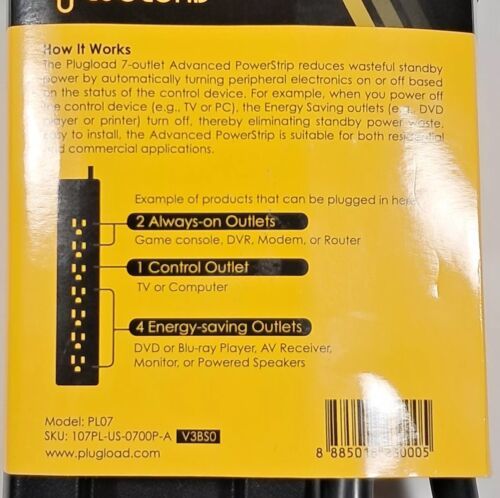 How It Works
The Plugload 7-outlet Advanced PowerStrip reduces wasteful standby
power by automatically turning peripheral electronics on or off based
on the status of the control device. For example, when you power off
the control device (e.g., TV or PC), the Energy Saving outlets (e.g., DVD
player or printer) turn off, thereby eliminating standby power waste.
Easy to install, the Advanced PowerStrip is suitable for both residential
and commercial applications.
Example of products that can be plugged in here
2 Always-on Outlets
Game console, DVR, Modem, or Router
1 Control Outlet
TV or Computer
4 Energy-saving Outlets
DVD or Blu-ray Player, AV Receiver,
Monitor, or Powered Speakers
Model: PL07
SKU: 107PL-US-0700P-A V3BS0
www.plugload.com